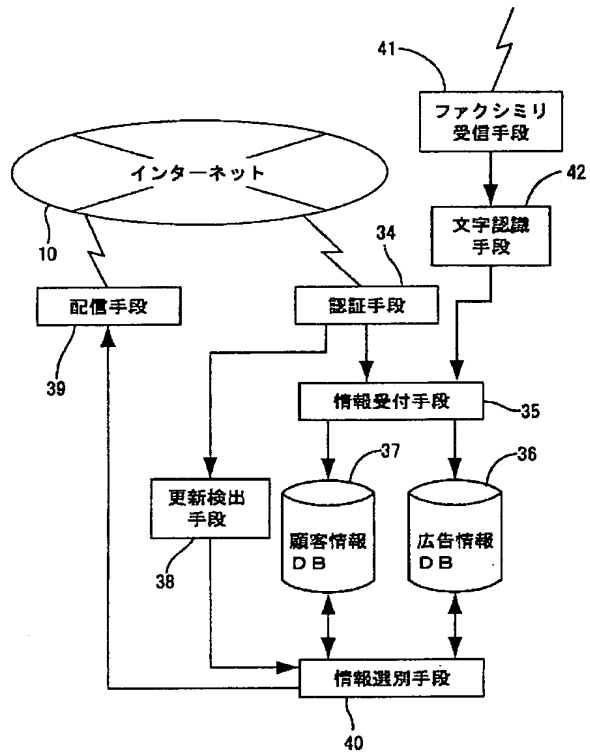 41
ファクシミリ
受信手段
インターネット
42
文字認識
手段
10
34
配信手段
認証手段
39
情報受付手段
35
37
36
更新検出
手段
顧客情報
DB
広告情報
DB
38
情報選別手段
40